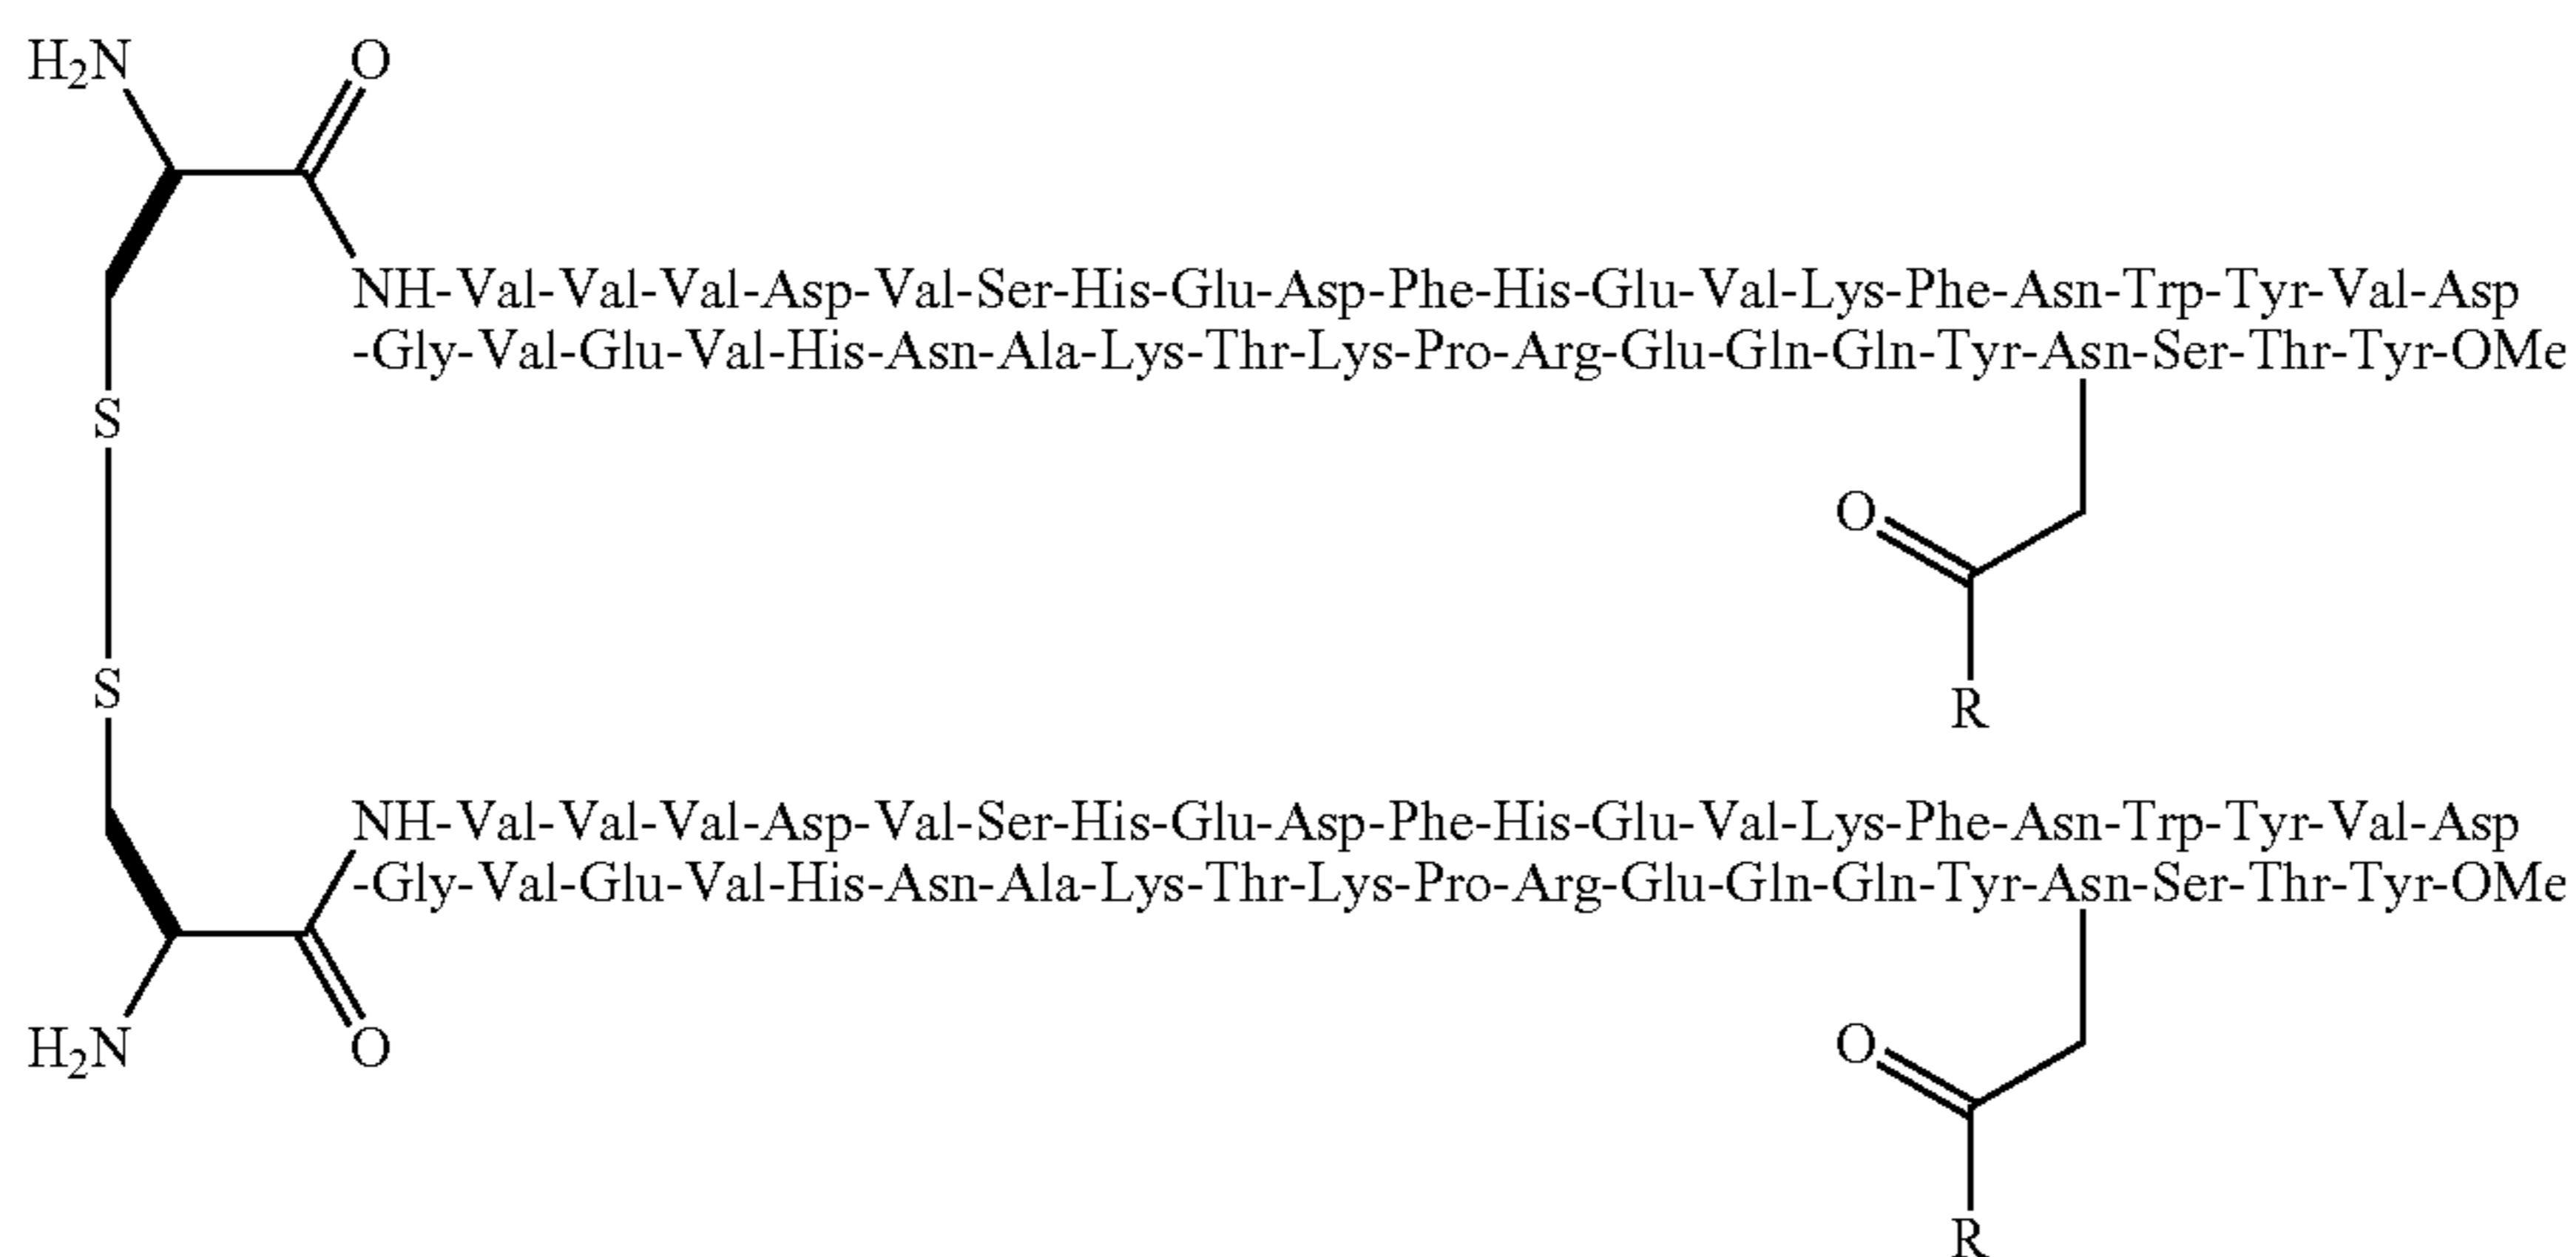 H₂N O
NH-Val-Val-Val-Asp-Val-Ser-His-Glu-Asp-Phe-His-Glu-Val-Lys-Phe-Asn-Trp-Tyr-Val-Asp
-Gly-Val-Glu-Val-His-Asn-Ala-Lys-Thr-Lys-Pro-Arg-Glu-Gln-Gln-Tyr-Asn-Ser-Thr-Tyr-OMe
S
O
R
S
NH-Val-Val-Val-Asp-Val-Ser-His-Glu-Asp-Phe-His-Glu-Val-Lys-Phe-Asn-Trp-Tyr-Val-Asp
-Gly-Val-Glu-Val-His-Asn-Ala-Lys-Thr-Lys-Pro-Arg-Glu-Gln-Gln-Tyr-Asn-Ser-Thr-Tyr-OMe
H₂N O O
R